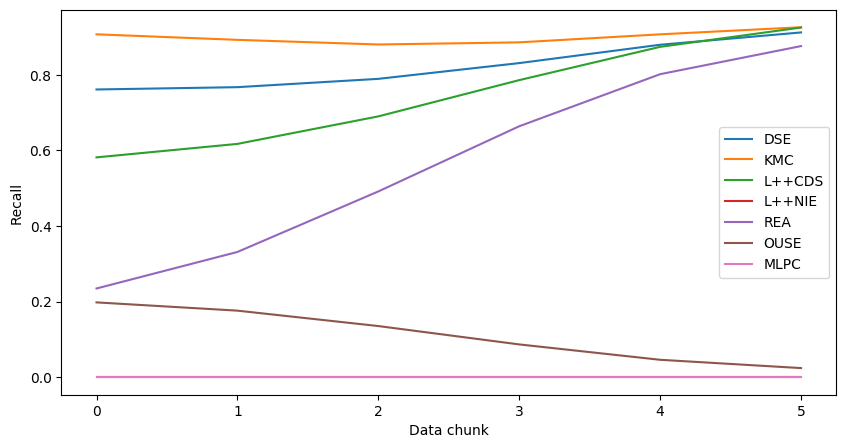 Recall
0.8
0.6
0.4
0.2
0.0
DSE
KMC
L++CDS
L++NIE
REA
OUSE
MLPC
0 1 2 3 4 5
Data chunk